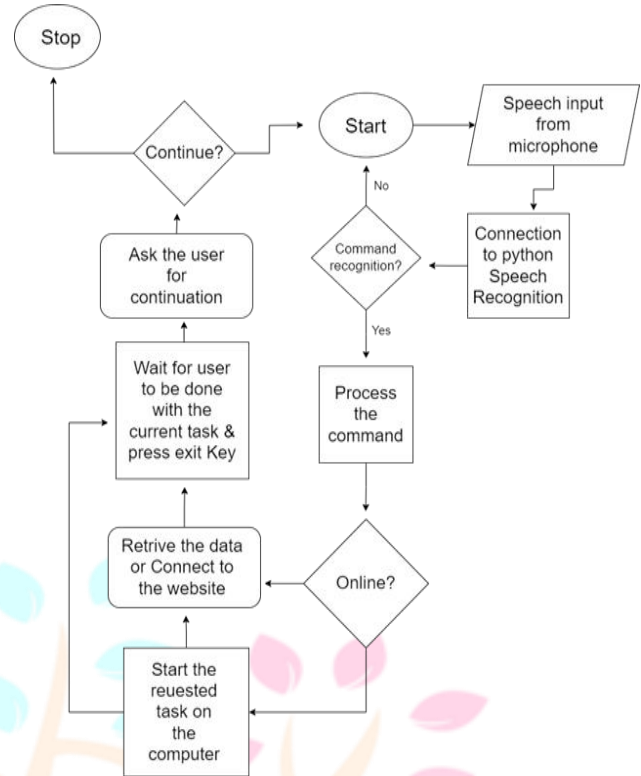 Stop
Continue?
Start
Speech input
from
microphone
No
Command
recognition?
Connection
to python
Speech
Recognition
Ask the user
for
continuation
Yes
Wait for user
to be done
with the
current task &
press exit Key
Process
the
command
Retrive the data
or Connect to
the website
Online?
Start the
reuested
task on
the
computer